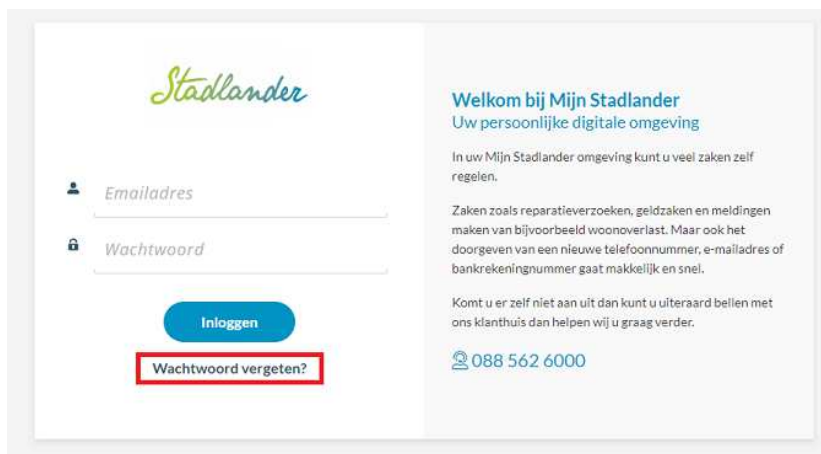 Stadlander
Emailadres
Wachtwoord
Inloggen
Wachtwoord vergeten?
Welkom bij Mijn Stadlander
Uw persoonlijke digitale omgeving
In uw Mijn Stadlander omgeving kunt u veel zaken zelf
regelen.
Zaken zoals reparatieverzoeken, geldzaken en meldingen
maken van bijvoorbeeld woonoverlast. Maar ook het
doorgeven van een nieuwe telefoonnummer, e-mailadres of
bankrekeningnummer gaat makkelijk en snel.
Komt u er zelf niet aan uit dan kunt u uiteraard bellen met
ons klanthuis dan helpen wij u graag verder.
088 562 6000